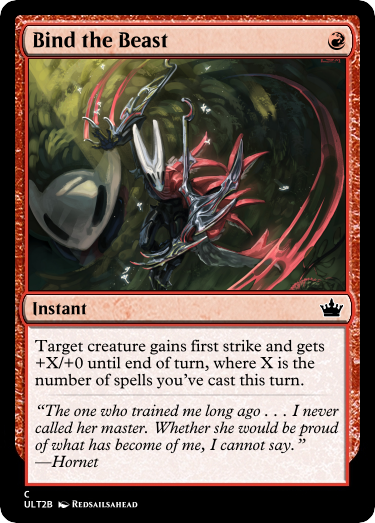 Bind the Beast
Instant
Target creature gains first strike and gets
+X/+0 until end of turn, where X is the
number of spells you’ve cast this turn.
“The one who trained me long ago . . . I never
called her master. Whether she would be proud
of what has become of me, I cannot say.”
—Hornet
C
ULT2B Redsailsahead